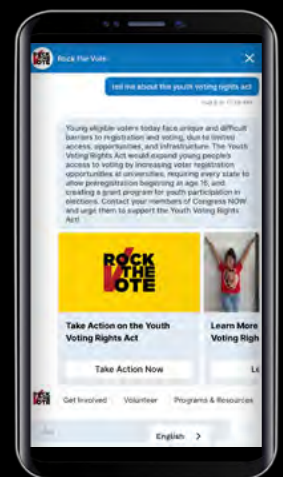 Rock The Vote
tell me about the youth voting rights act
Young eligible voters today face unique and difficult
barriers to registration and voting, due to limited
access, opportunities, and infrastructure. The Youth
Voting Rights Act would expand young people's
access to voting by increasing voter registration
opportunities at universities, requiring every state to
allow preregistration beginning at age 16, and
creating a grant program for youth participation in
elections. Contact your members of Congress NOW
and urge them to support the Youth Voting Rights
Act!
ROCK
THE
VOTE
Take Action on the Youth
Voting Rights Act
Learn More
Voting Righ
Take Action Now
Le
Get Involved Volunteer Programs & Resources
English >